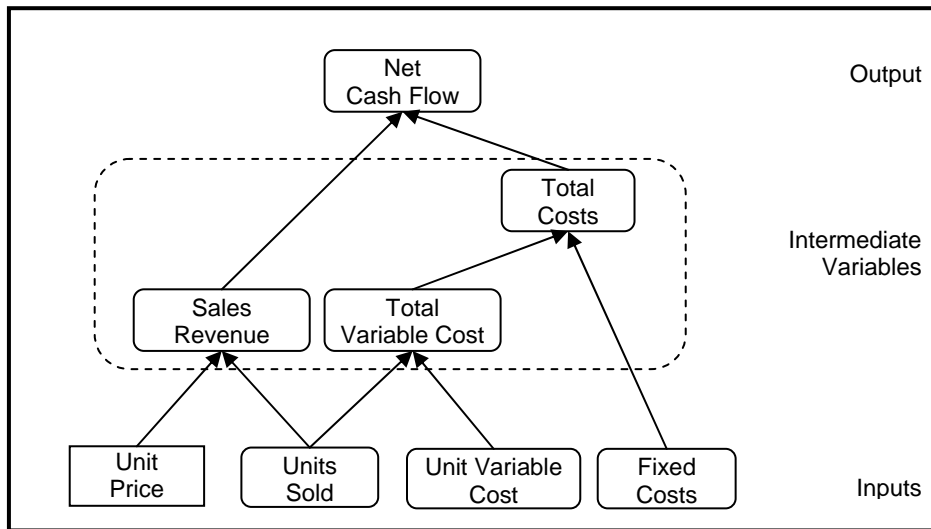 Net
Cash Flow
Output
Total
Costs
Intermediate
Variables
Sales
Revenue
Total
Variable Cost
Unit
Price
Units
Sold
Unit Variable
Cost
Fixed
Costs
Inputs